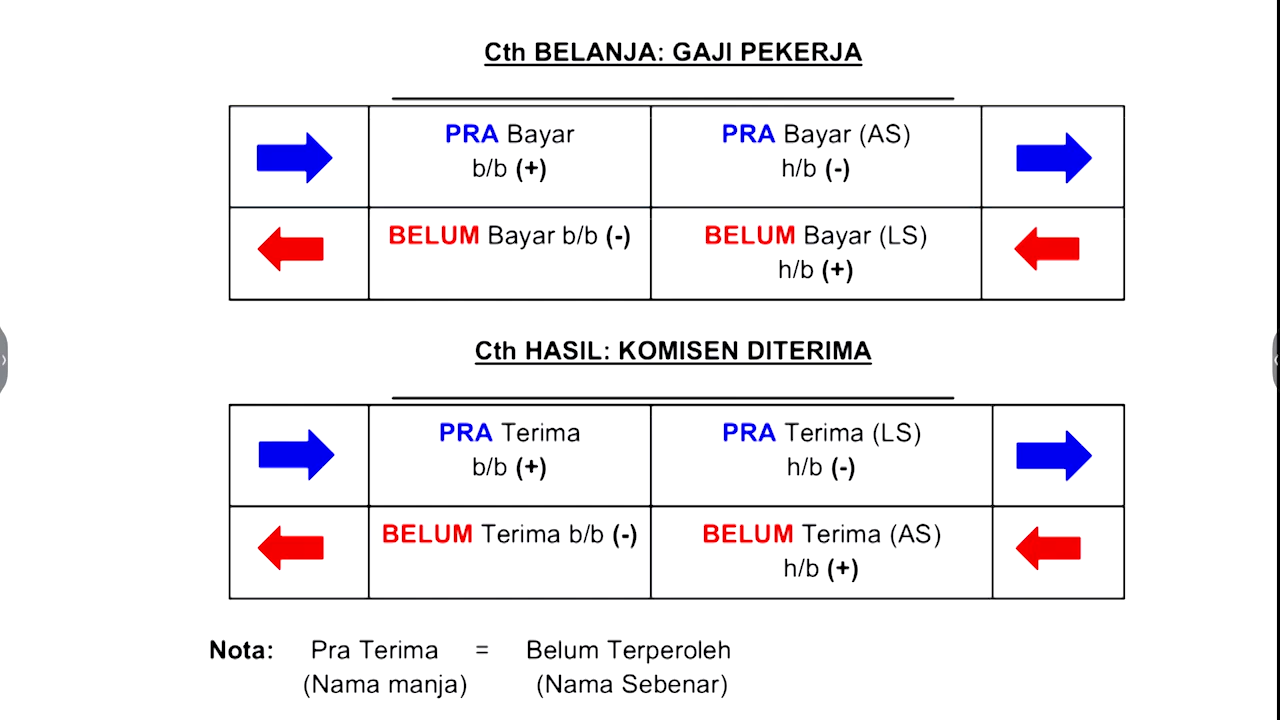 Cth BELANJA: GAJI PEKERJA
PRA Bayar
b/b (+)
PRA Bayar (AS)
h/b (-)
BELUM Bayar b/b (-)
BELUM Bayar (LS)
h/b (+)
Cth HASIL: KOMISEN DITERIMA
PRA Terima
b/b (+)
PRA Terima (LS)
h/b (-)
BELUM Terima b/b (-)
BELUM Terima (AS)
h/b (+)
Nota: Pra Terima = Belum Terperoleh
(Nama manja) (Nama Sebenar)